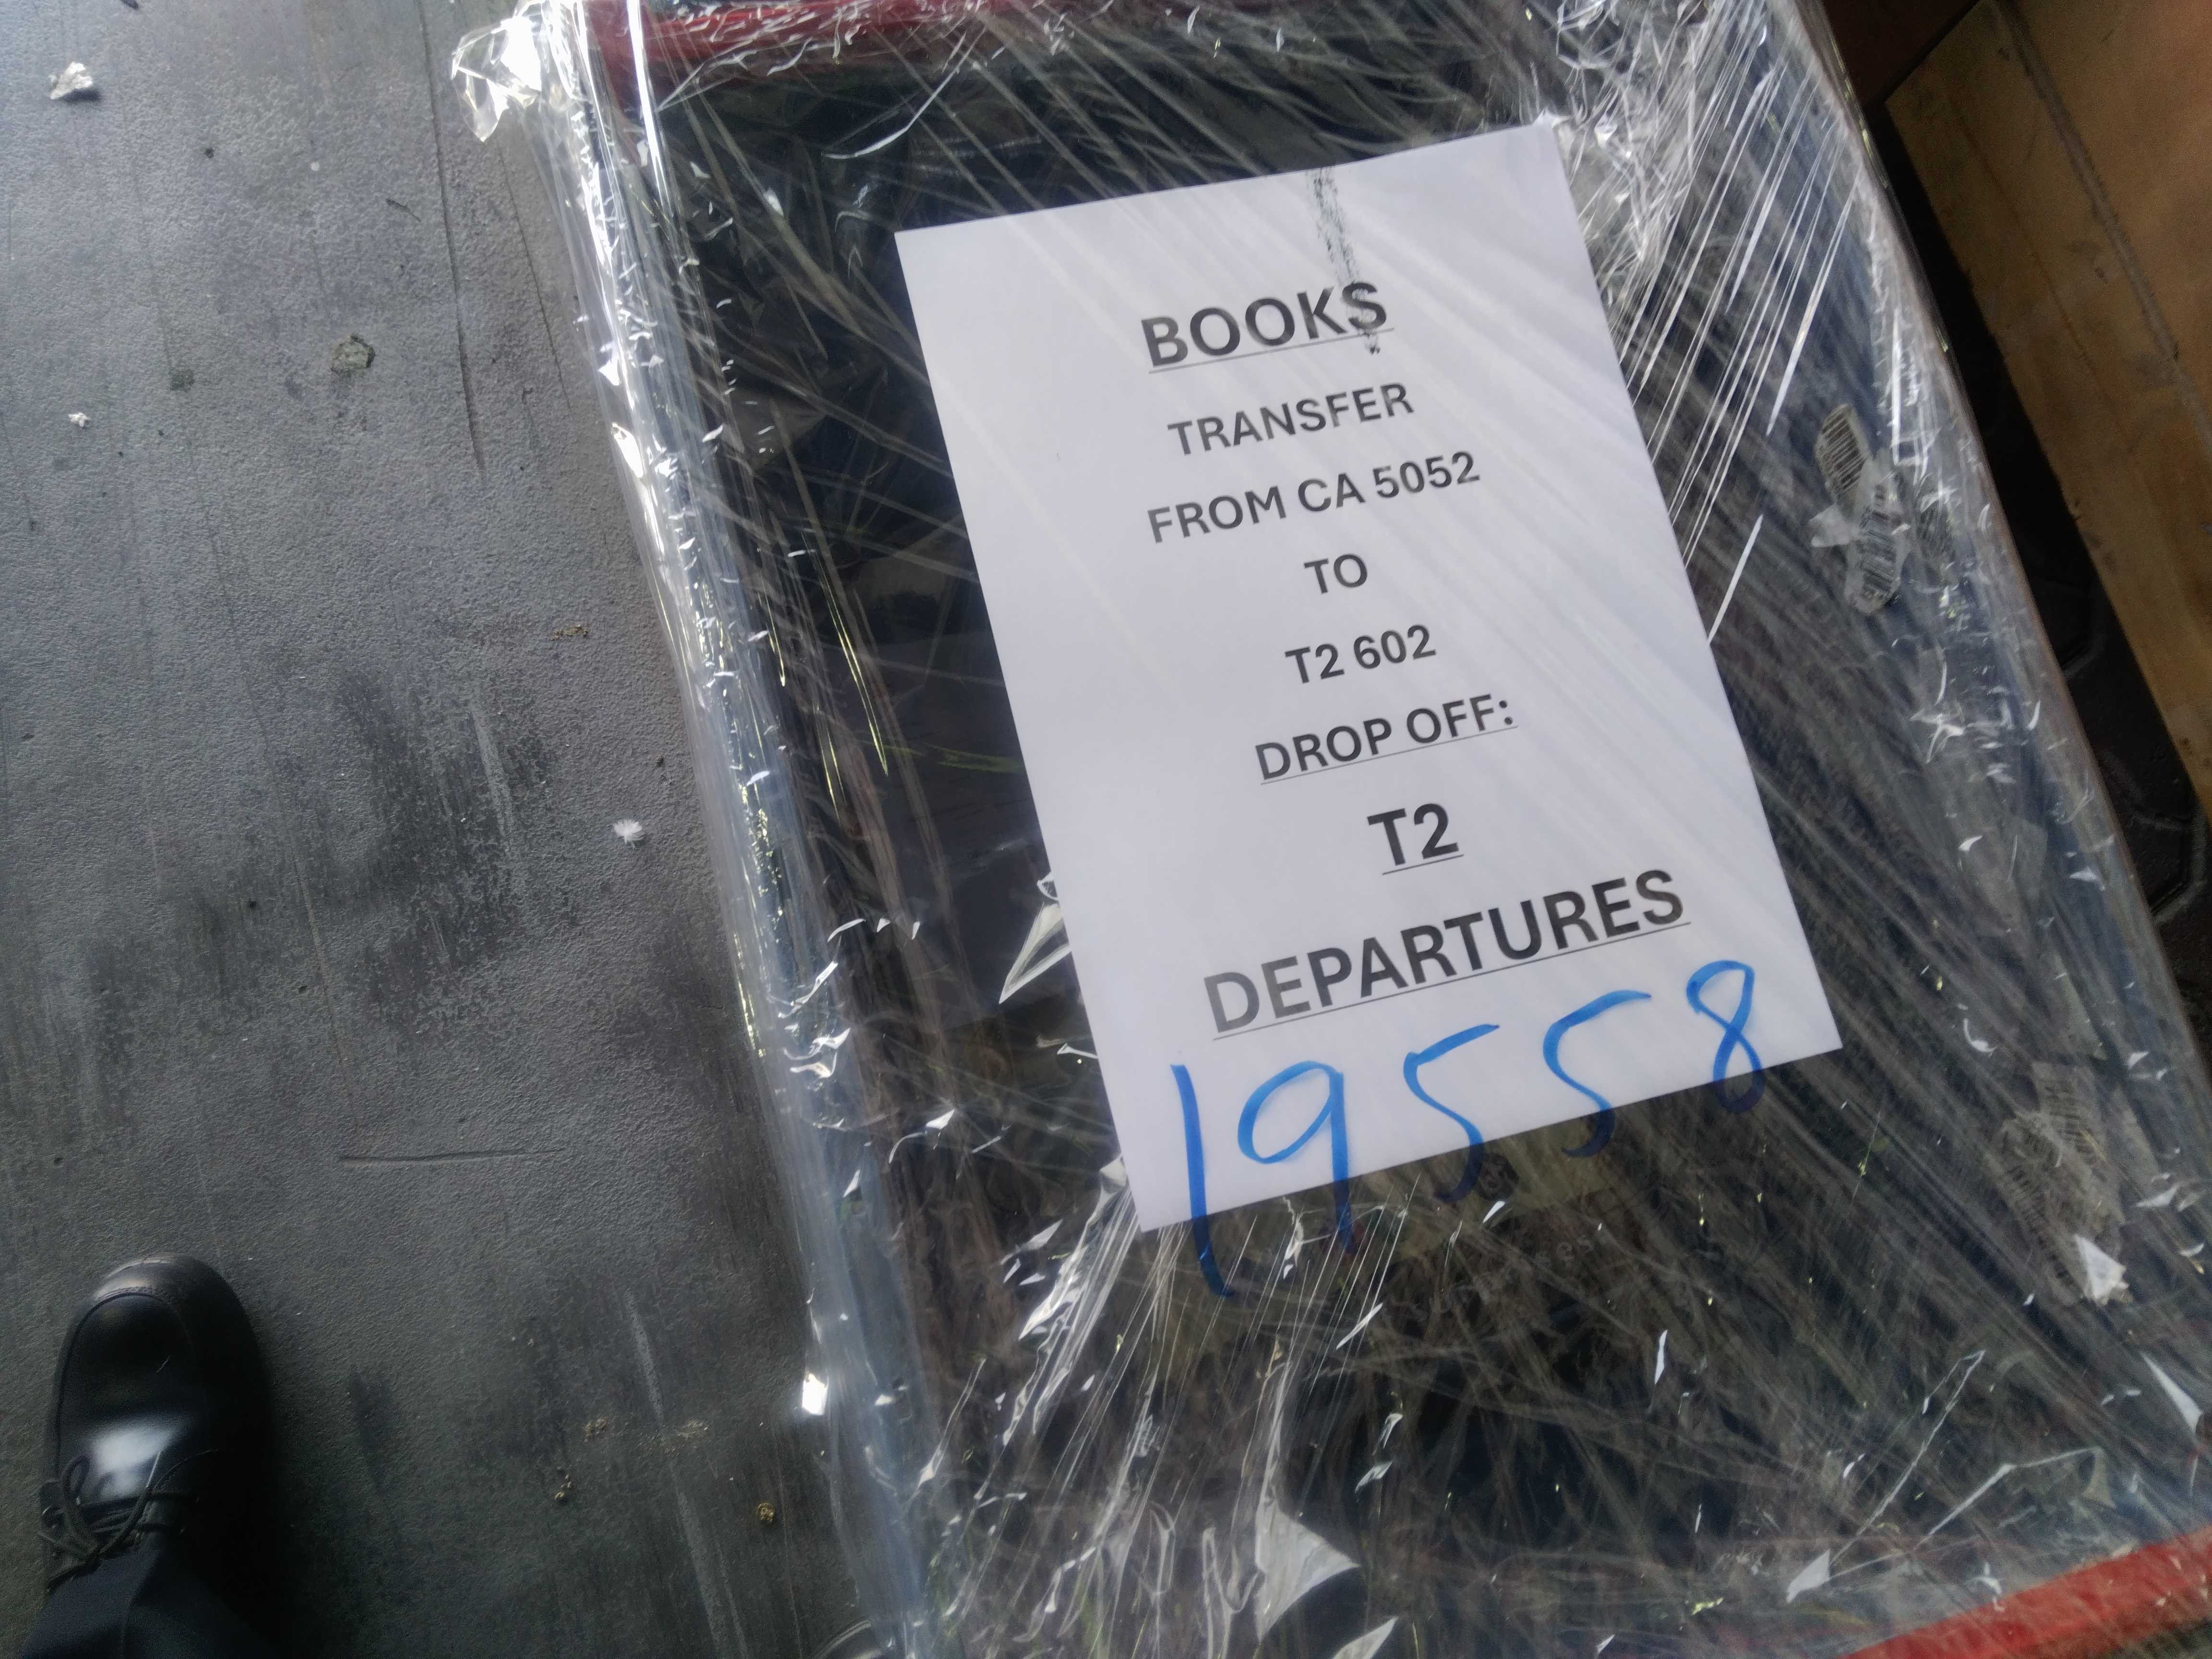 BOOKS
TRANSFER
FROM CA 5052
TO
T2 602
DROP OFF:
T2
DEPARTURES
19558